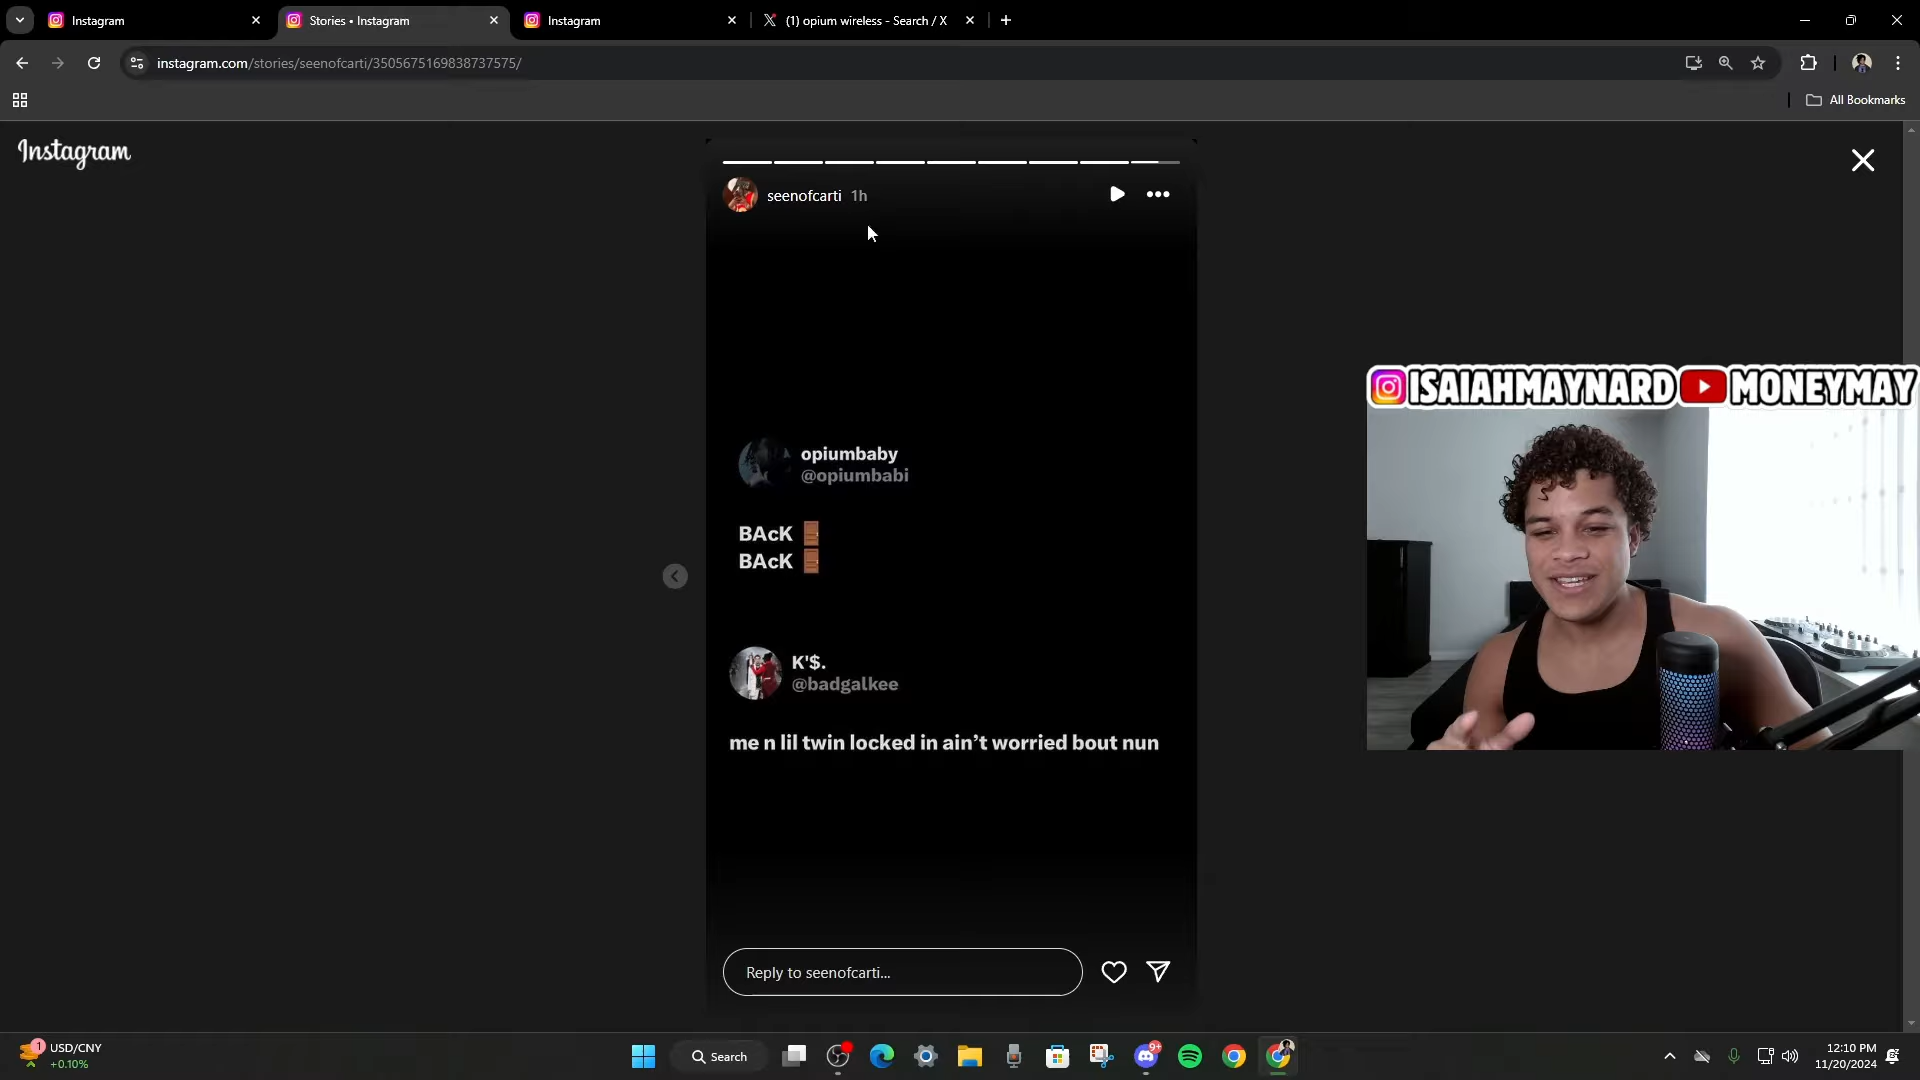 Instagram
Stories • Instagram
Instagram
(1) opium wireless - Search / X
instagram.com/stories/seenofcarti/3505675169838737575/
All Bookmarks
Instagram
seenofcarti 1h
ISAIAHMAYNARD MONEYMAY
opiumbaby
@opiumbabi
BAcK 🚪
BAcK 🚪
K'$.
@badgalkee
me n lil twin locked in ain’t worried bout nun
Reply to seenofcarti...
1
USD/CNY
+0.10%
Search
9+
12:10 PM
11/20/2024